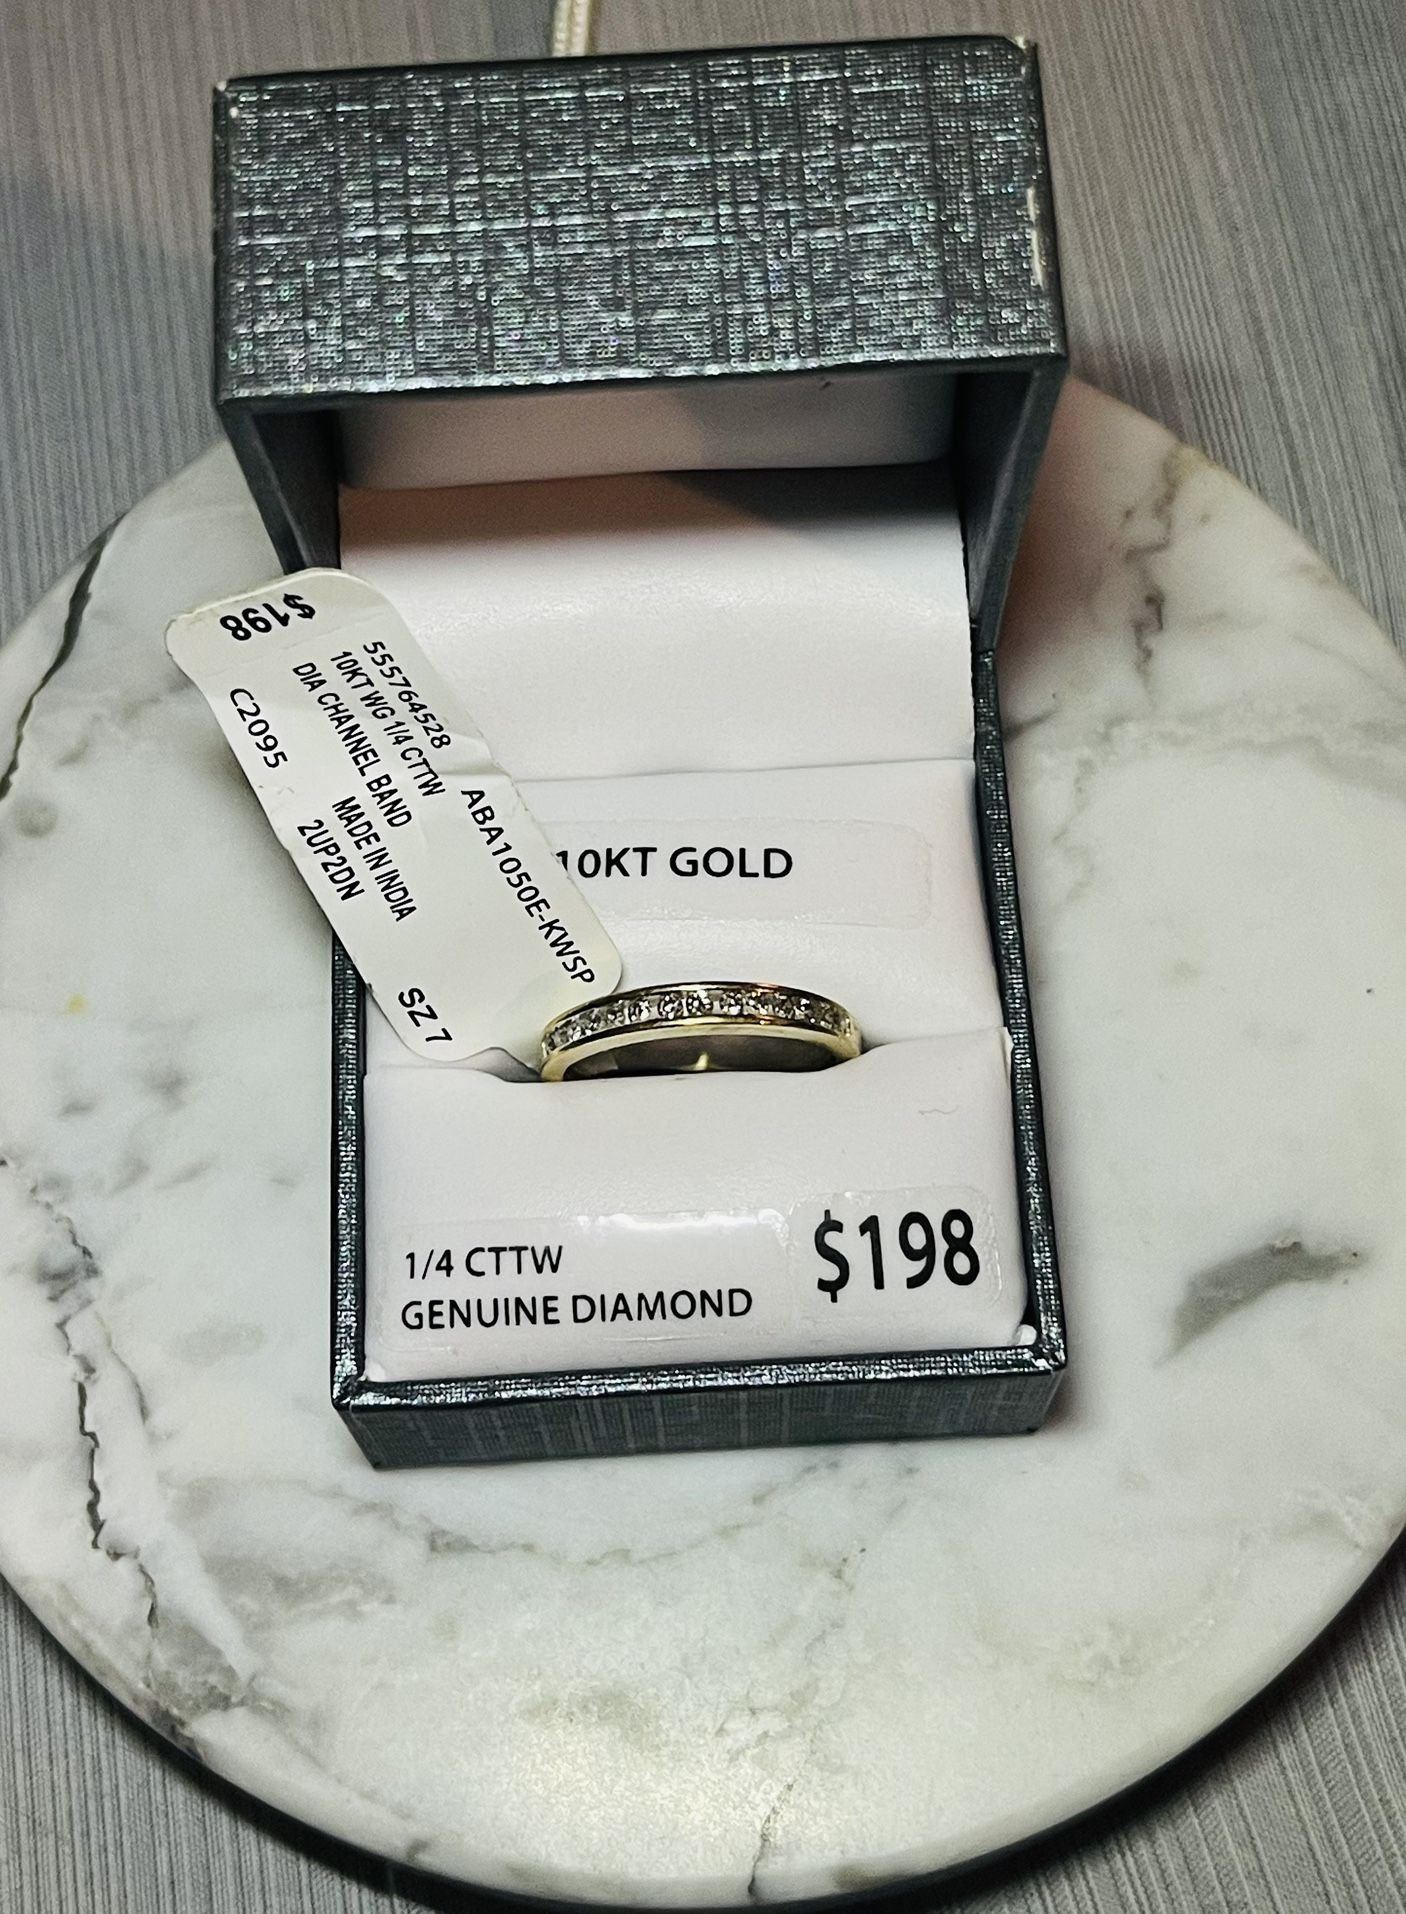 $198
555764528
10KT WG 1/4 CTTW
DIA CHANNEL BAND
MADE IN INDIA
C2095
2UP2DN
ABA1050E-KWSP
SZ 7
10KT GOLD
1/4 CTTW
GENUINE DIAMOND
$198